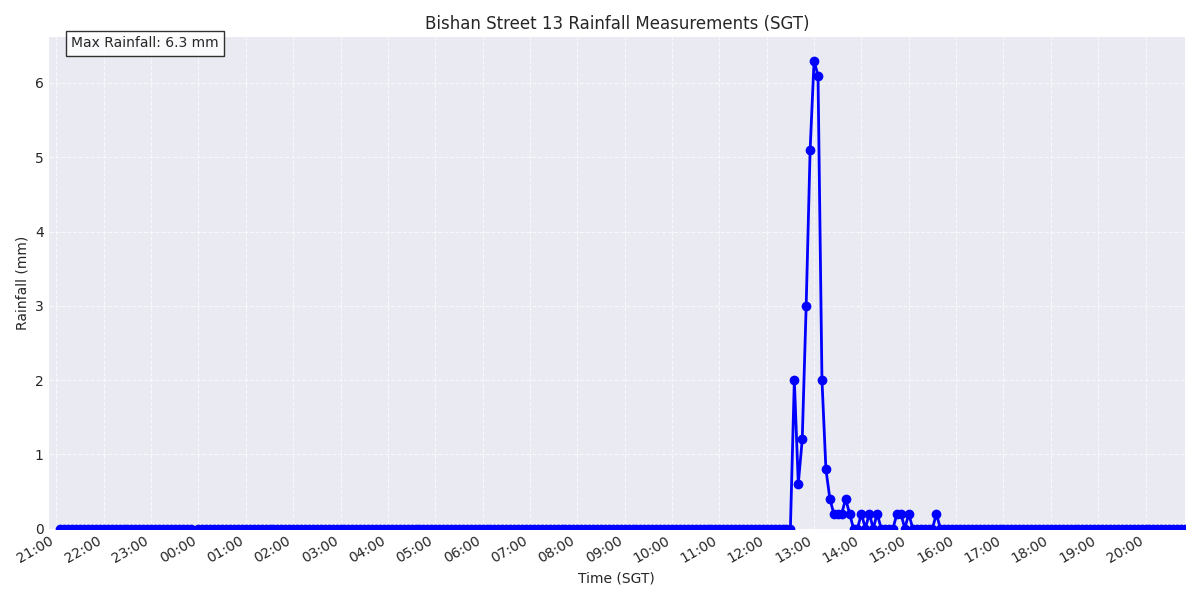 Bishan Street 13 Rainfall Measurements (SGT)
Max Rainfall: 6.3 mm
6
5
4
3
2
1
0
Rainfall (mm)
21:00 22:00 23:00 00:00 01:00 02:00 03:00 04:00 05:00 06:00 07:00 08:00 09:00 10:00 11:00 12:00 13:00 14:00 15:00 16:00 17:00 18:00 19:00 20:00
Time (SGT)